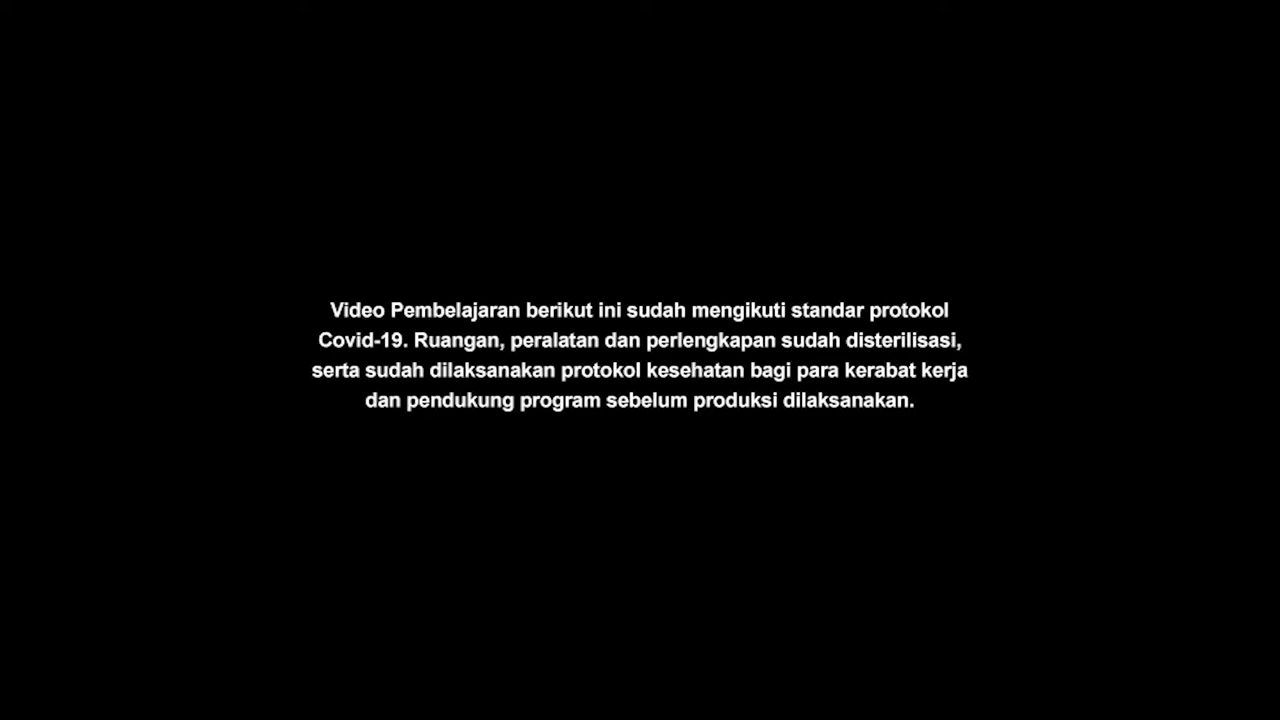 Video Pembelajaran berikut ini sudah mengikuti standar protokol
Covid-19. Ruangan, peralatan dan perlengkapan sudah disterilisasi,
serta sudah dilaksanakan protokol kesehatan bagi para kerabat kerja
dan pendukung program sebelum produksi dilaksanakan.